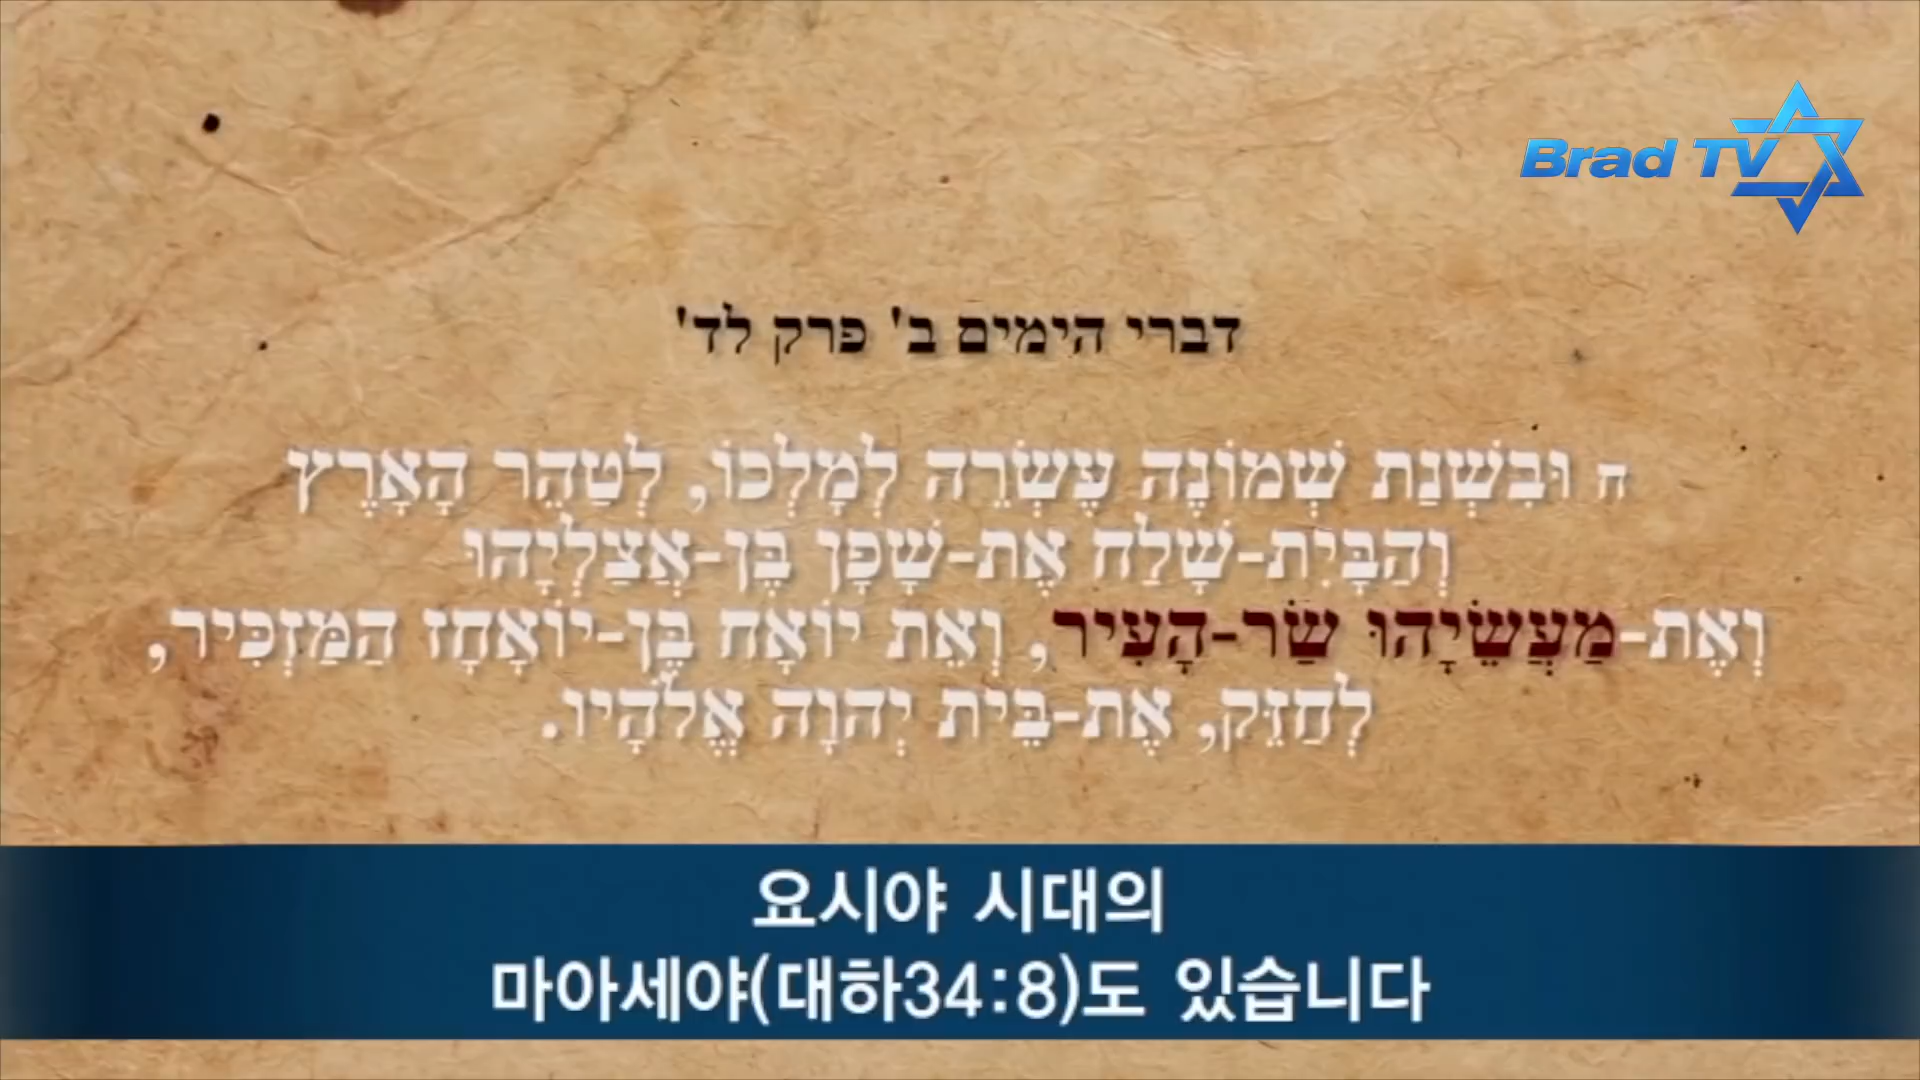 Brad TV
דברי הימים ב' פרק לד'
ח וּבִשְׁנַת שְׁמוֹנֶה עֶשְׂרֵה לְמָלְכוֹ, לְטַהֵר הָאָרֶץ
וְהַבָּיִת-שָׁלַח אֶת-שָׁפָן בֶּן-אֲצַלְיָהוּ
וְאֶת-מַעֲשֵׂיָהוּ שַׂר-הָעִיר, וְאֵת יוֹאָח בֶּן-יוֹאָחָז הַמַּזְכִּיר,
לְחַזֵּק, אֶת-בֵּית יְהוָה אֱלֹהָיו.
요시야 시대의
마아세야(대하34:8)도 있습니다